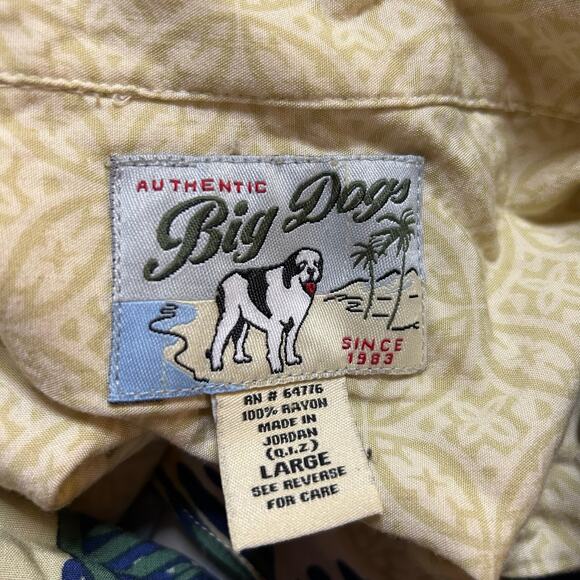 AUTHENTIC
Big Dogs
SINCE
1983
RN # 64776
100% RAYON
MADE IN
JORDAN
(Q.I.Z)
LARGE
SEE REVERSE
FOR CARE